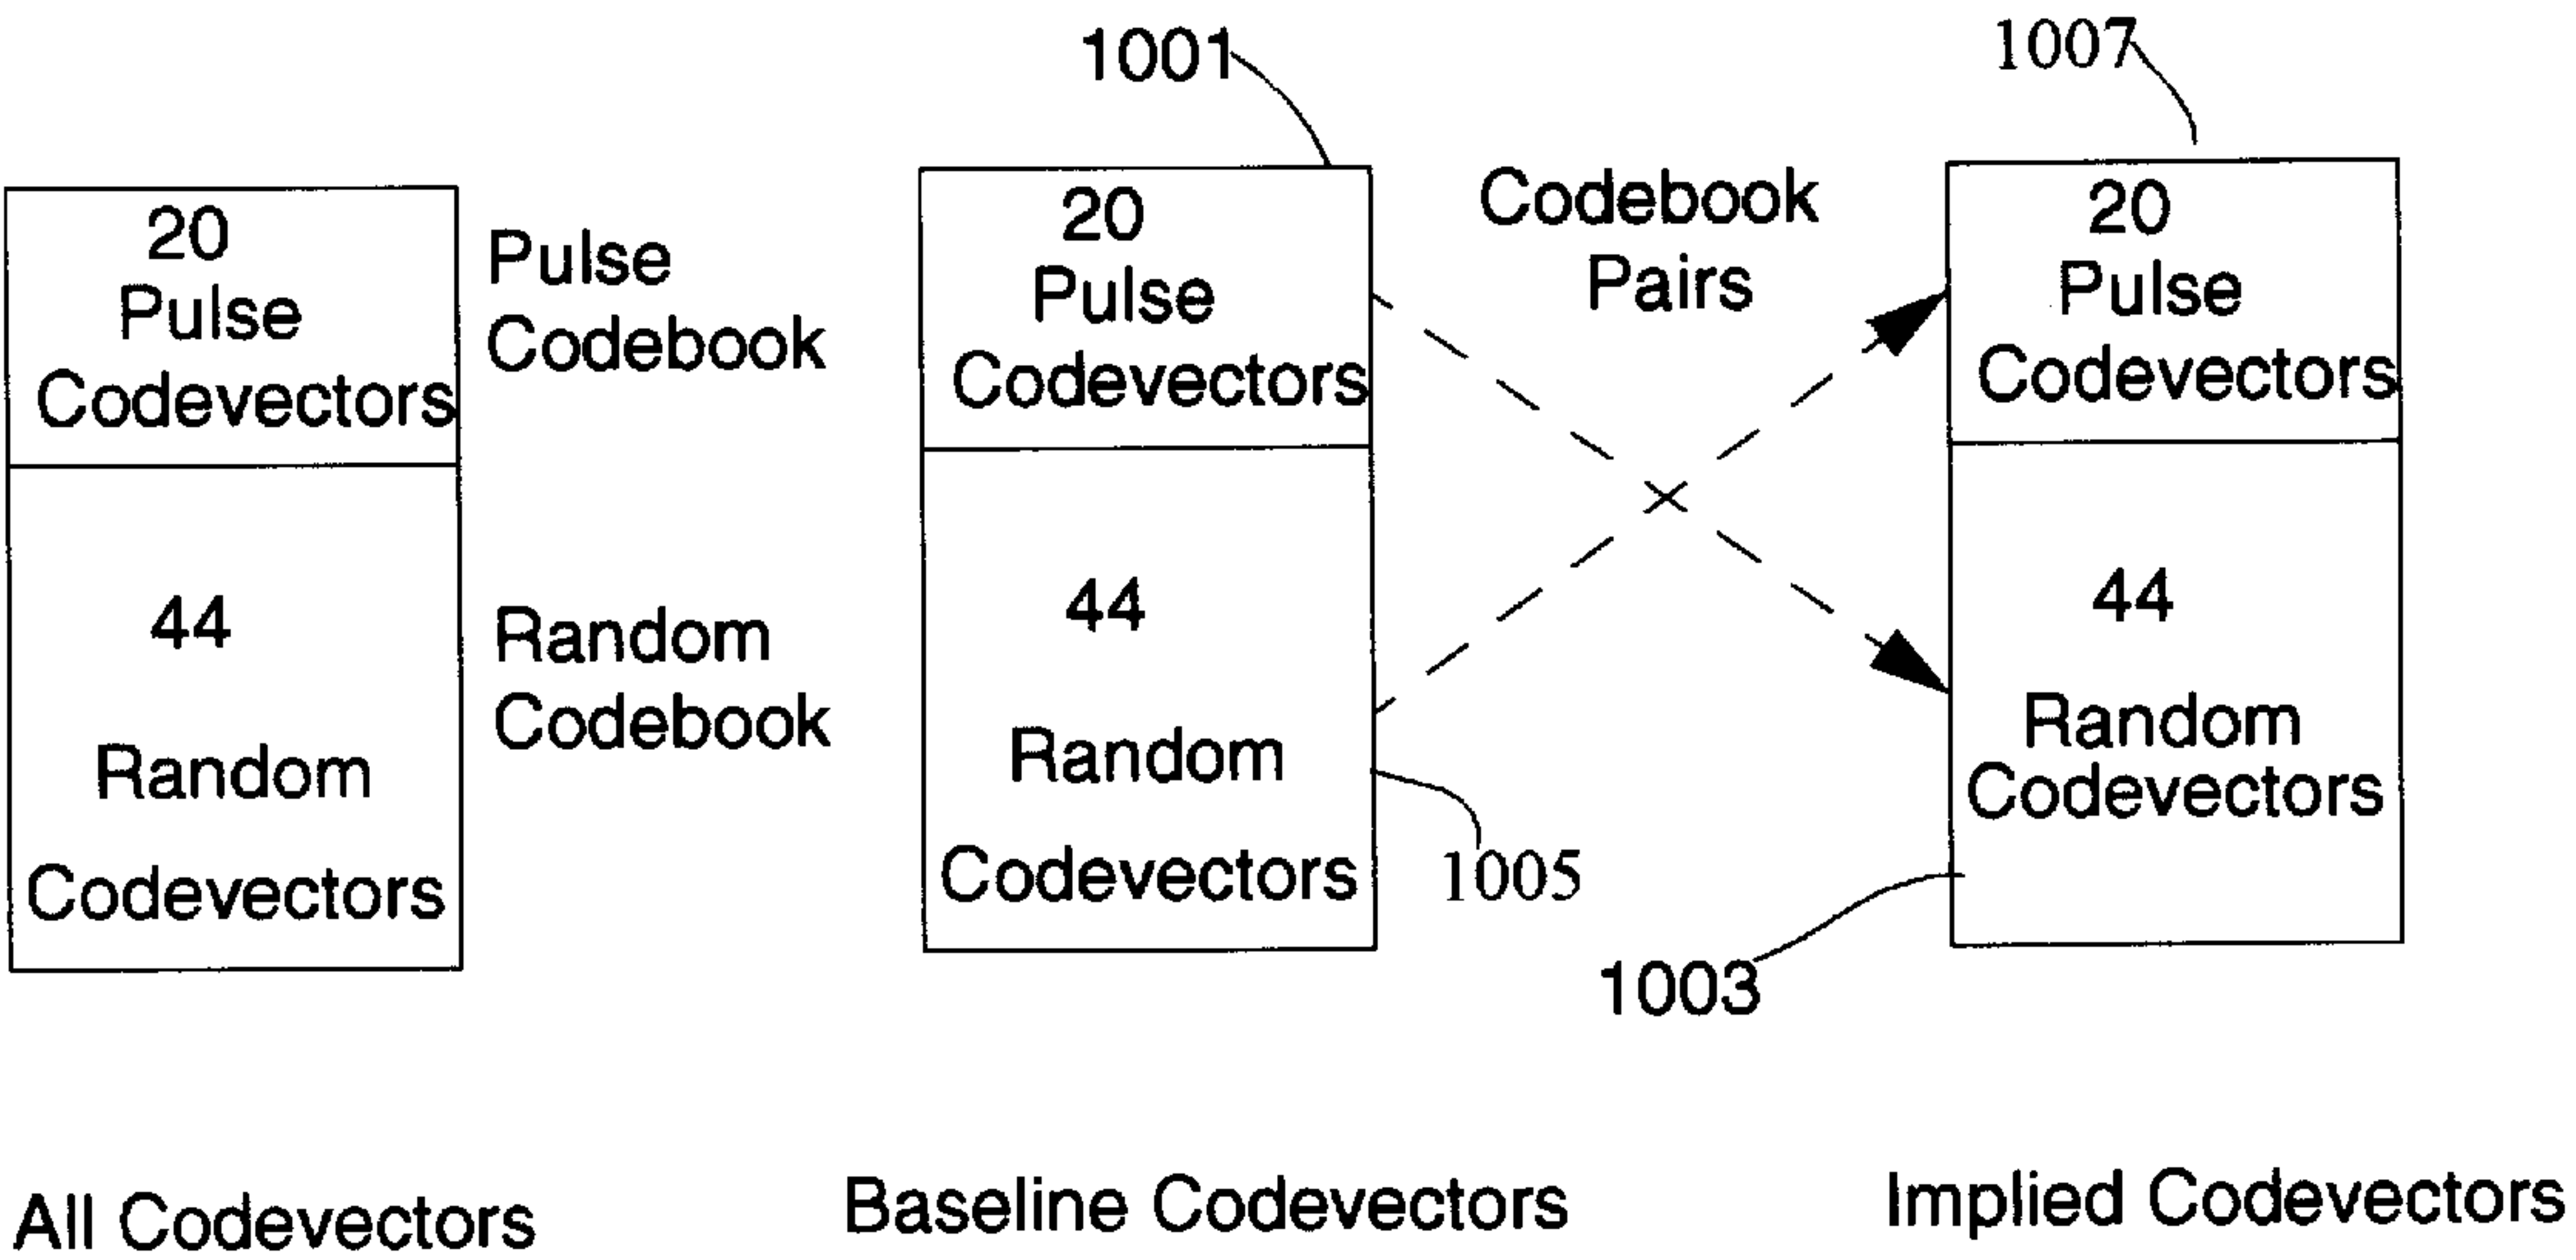 1001
1007
20
Pulse
Codevectors
Pulse
Codebook
44
Random
Codevectors
Random
Codebook
20
Pulse
Codevectors
44
Random
Codevectors
Codebook
Pairs
1005
1003
20
Pulse
Codevectors
44
Random
Codevectors
All Codevectors
Baseline Codevectors
Implied Codevectors